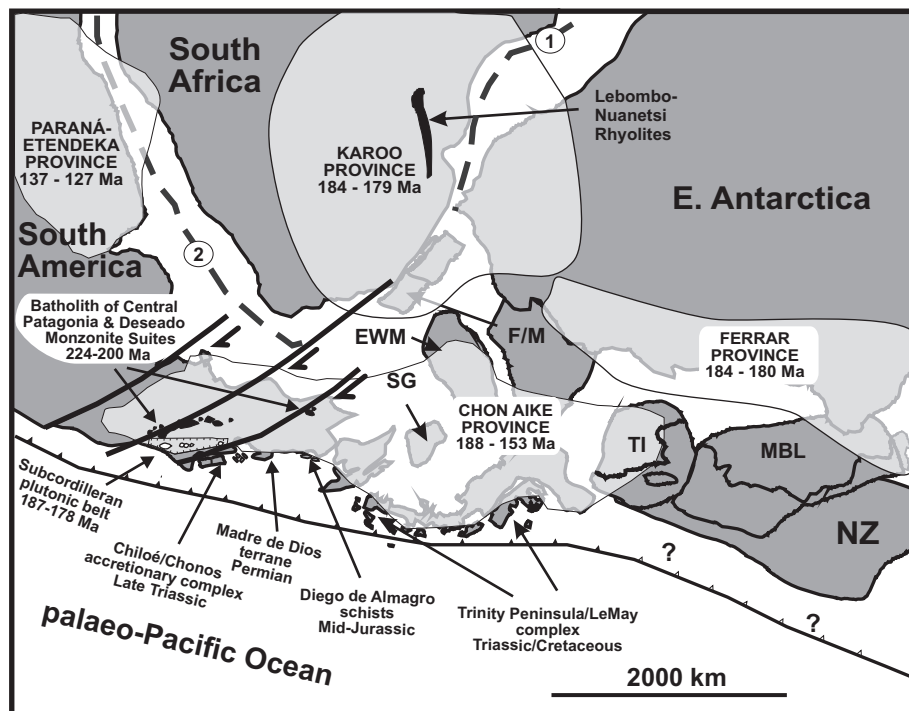 South
Africa
1
Lebombo-
Nuanetsi
Rhyolites
PARANÁ-
ETENDEKA
PROVINCE
137 - 127 Ma
KAROO
PROVINCE
184 - 179 Ma
E. Antarctica
South
America
2
Batholith of Central
Patagonia & Deseado
Monzonite Suites
224-200 Ma
EWM
F/M
FERRAR
PROVINCE
184 - 180 Ma
SG
CHON AIKE
PROVINCE
188 - 153 Ma
TI
MBL
NZ
Subcordilleran
plutonic belt
187-178 Ma
Chiloé/Chonos
accretionary complex
Late Triassic
Madre de Dios
terrane
Permian
Diego de Almagro
schists
Mid-Jurassic
Trinity Peninsula/LeMay
complex
Triassic/Cretaceous
?
?
palaeo-Pacific Ocean
2000 km